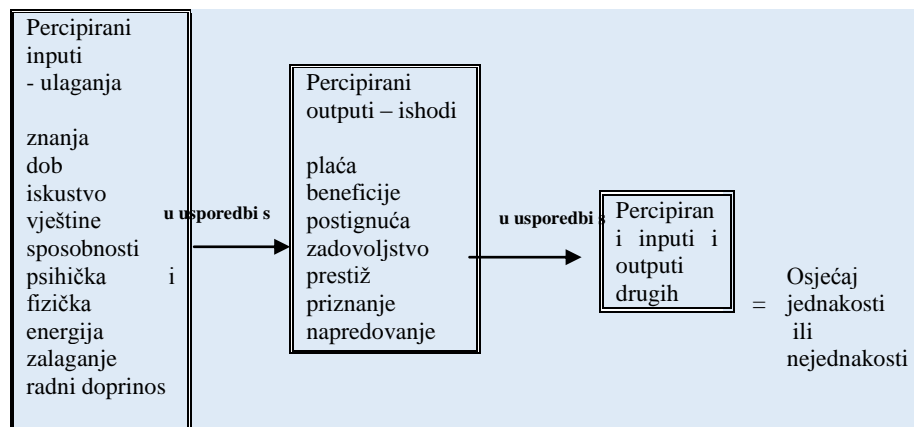 Percipirani
inputi
- ulaganja
znanja
dob
iskustvo
vještine
sposobnosti
psihička i
fizička
energija
zalaganje
radni doprinos
u usporedbi s
Percipirani
outputi – ishodi
plaća
beneficije
postignuća
zadovoljstvo
prestiž
priznanje
napredovanje
u usporedbi s
Percipiran
i inputi i
outputi
drugih
= Osjećaj
jednakosti
ili
nejednakosti